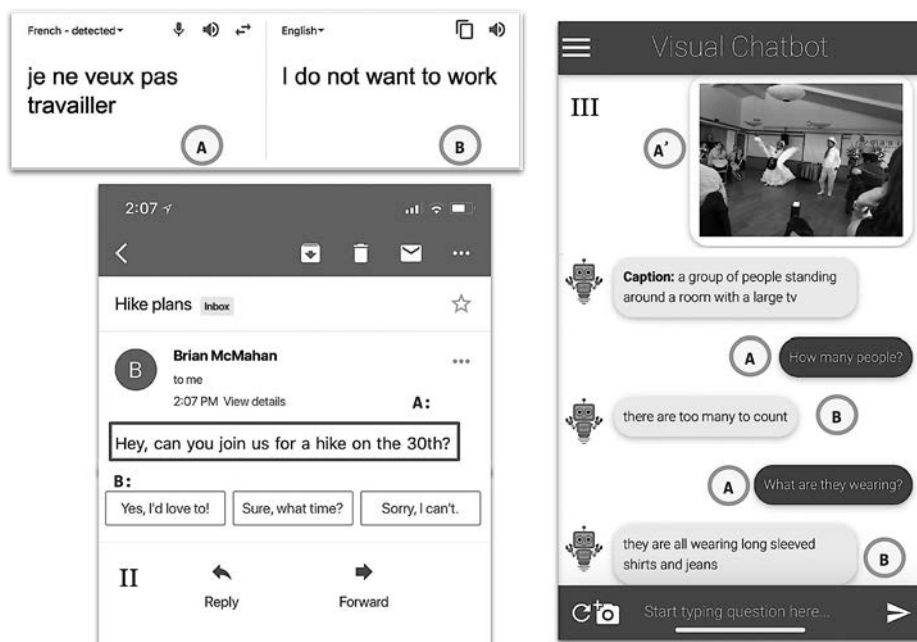 French - detected
English
je ne veux pas
travailler
I do not want to work
A
B
2:07
Hike plans Inbox
B
Brian McMahan
to me
2:07 PM View details
A:
Hey, can you join us for a hike on the 30th?
B:
Yes, I'd love to!
Sure, what time?
Sorry, I can't.
II
Reply
Forward
Visual Chatbot
III
A’
Caption: a group of people standing
around a room with a large tv
A
How many people?
there are too many to count
B
A
What are they wearing?
they are all wearing long sleeved
shirts and jeans
B
Start typing question here...